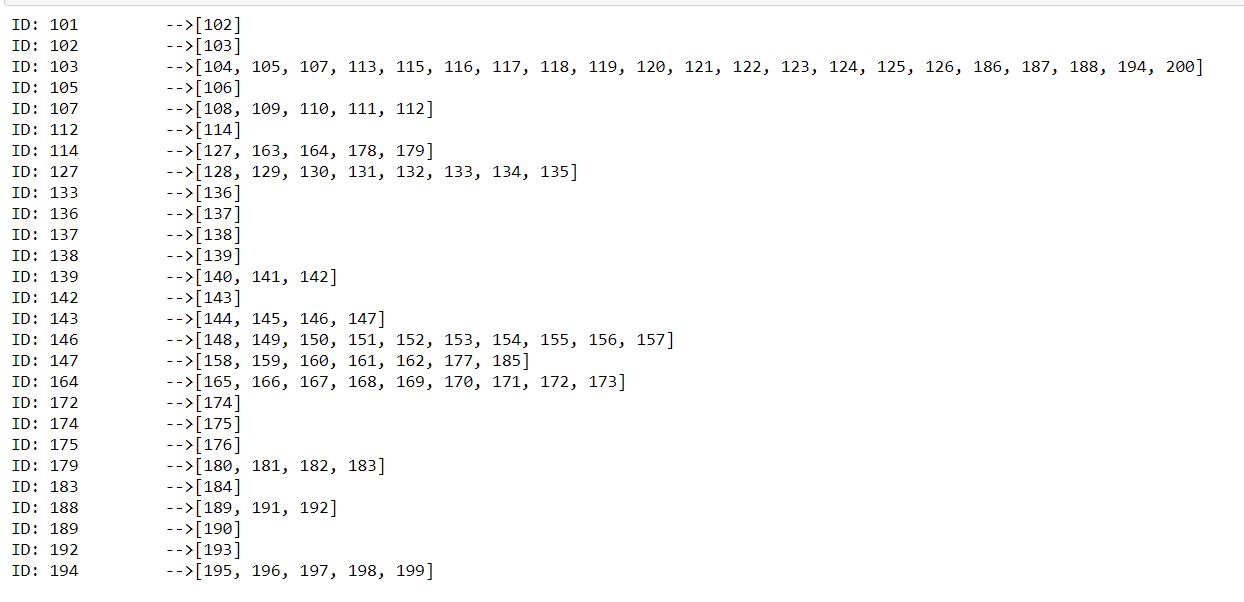 ID: 101         -->[102]
ID: 102         -->[103]
ID: 103         -->[104, 105, 107, 113, 115, 116, 117, 118, 119, 120, 121, 122, 123, 124, 125, 126, 186, 187, 188, 194, 200]
ID: 105         -->[106]
ID: 107         -->[108, 109, 110, 111, 112]
ID: 112         -->[114]
ID: 114         -->[127, 163, 164, 178, 179]
ID: 127         -->[128, 129, 130, 131, 132, 133, 134, 135]
ID: 133         -->[136]
ID: 136         -->[137]
ID: 137         -->[138]
ID: 138         -->[139]
ID: 139         -->[140, 141, 142]
ID: 142         -->[143]
ID: 143         -->[144, 145, 146, 147]
ID: 146         -->[148, 149, 150, 151, 152, 153, 154, 155, 156, 157]
ID: 147         -->[158, 159, 160, 161, 162, 177, 185]
ID: 164         -->[165, 166, 167, 168, 169, 170, 171, 172, 173]
ID: 172         -->[174]
ID: 174         -->[175]
ID: 175         -->[176]
ID: 179         -->[180, 181, 182, 183]
ID: 183         -->[184]
ID: 188         -->[189, 191, 192]
ID: 189         -->[190]
ID: 192         -->[193]
ID: 194         -->[195, 196, 197, 198, 199]